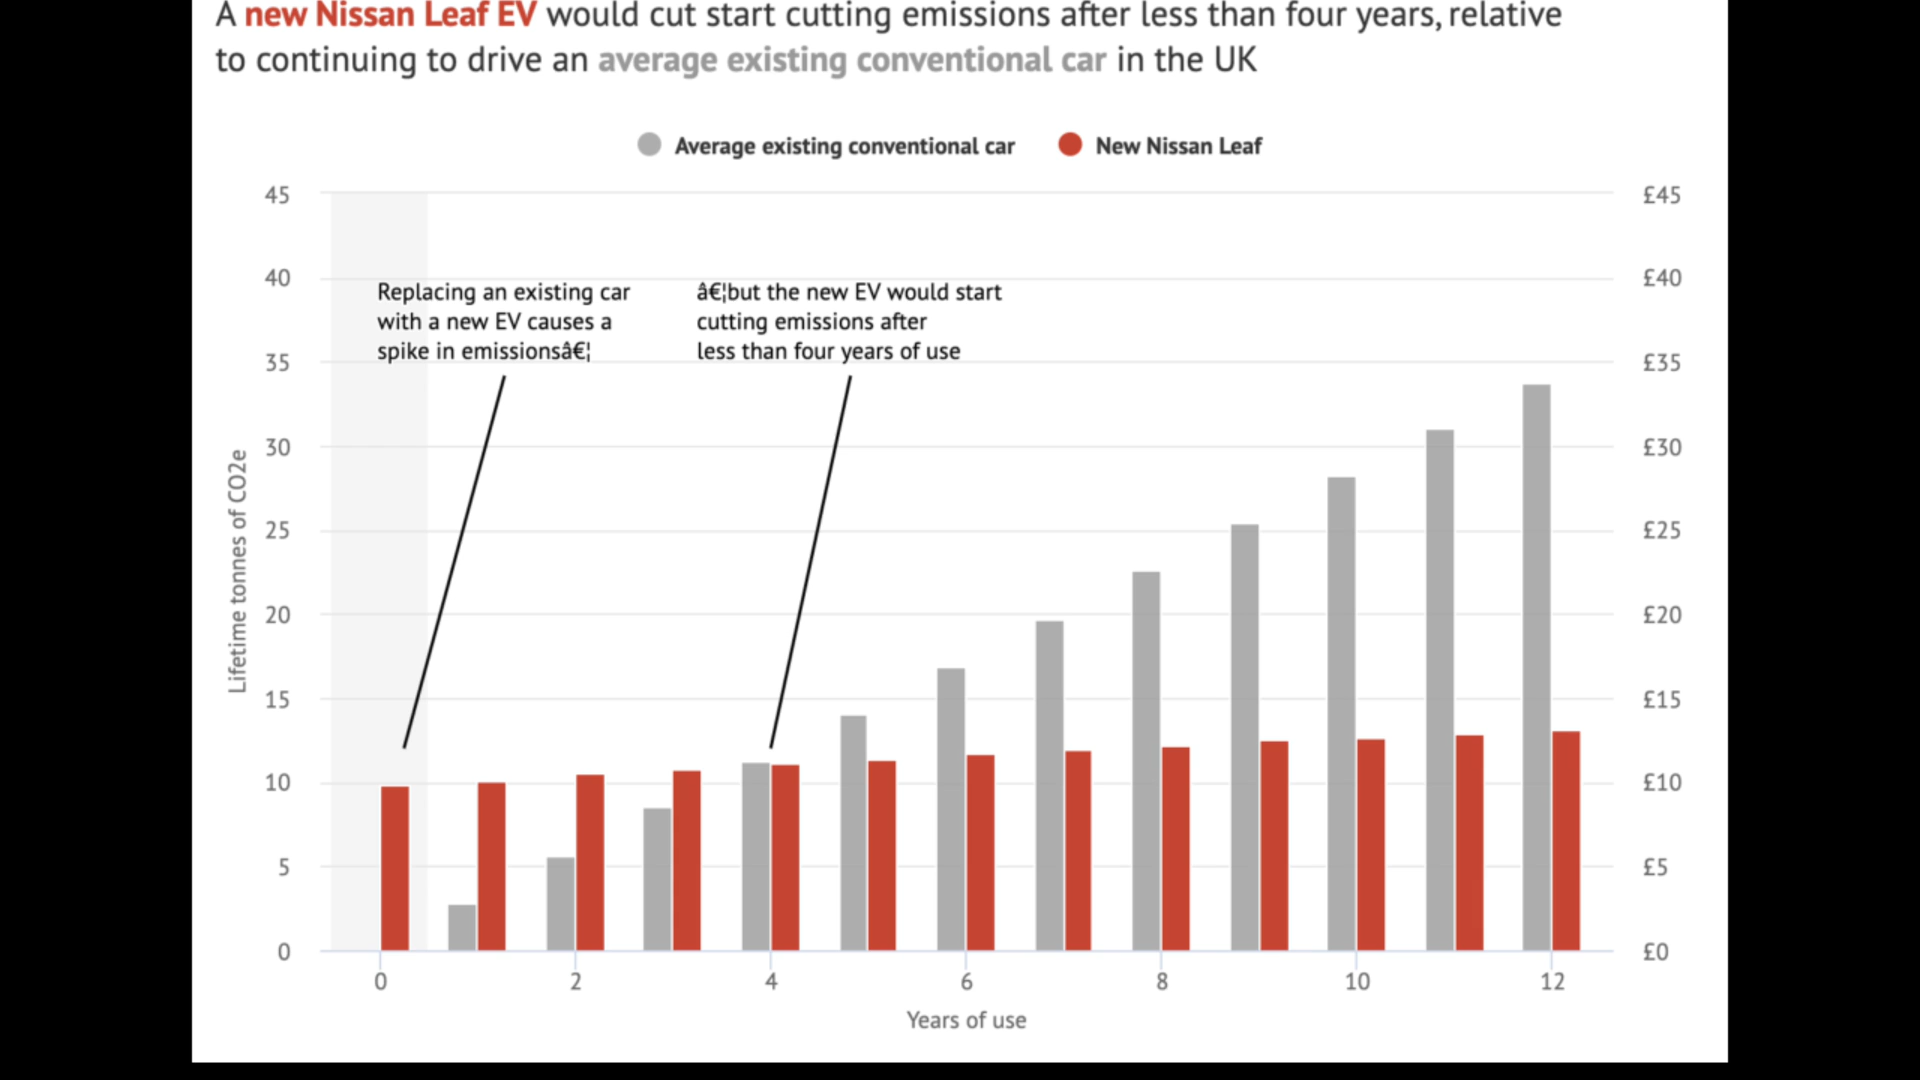 A new Nissan Leaf EV would cut start cutting emissions after less than four years, relative
to continuing to drive an average existing conventional car in the UK
Average existing conventional car
New Nissan Leaf
45
£45
40
£40
Replacing an existing car
with a new EV causes a
spike in emissionsâ€¦
â€¦but the new EV would start
cutting emissions after
less than four years of use
35
£35
30
£30
25
£25
20
£20
15
£15
10
£10
5
£5
0
£0
Lifetime tonnes of CO2e
0
2
4
6
8
10
12
Years of use